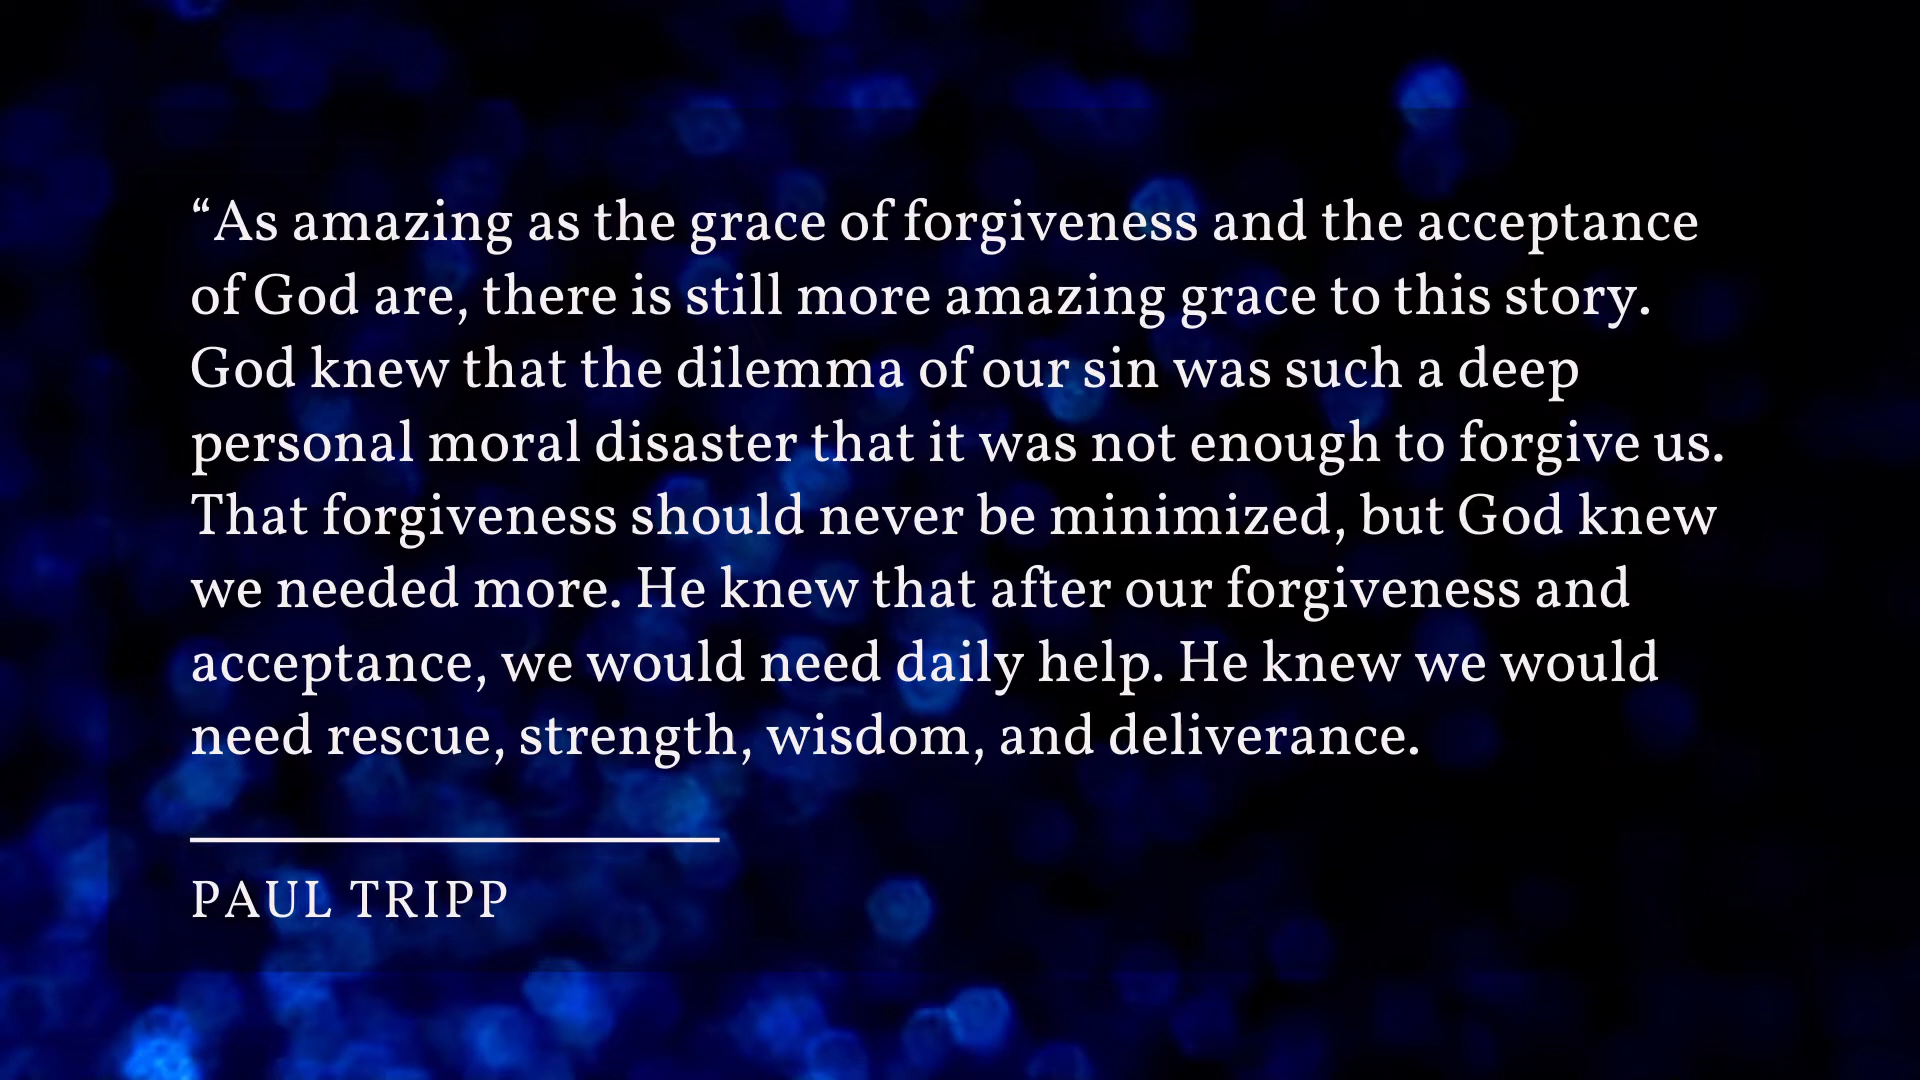 “As amazing as the grace of forgiveness and the acceptance
of God are, there is still more amazing grace to this story.
God knew that the dilemma of our sin was such a deep
personal moral disaster that it was not enough to forgive us.
That forgiveness should never be minimized, but God knew
we needed more. He knew that after our forgiveness and
acceptance, we would need daily help. He knew we would
need rescue, strength, wisdom, and deliverance.
PAUL TRIPP